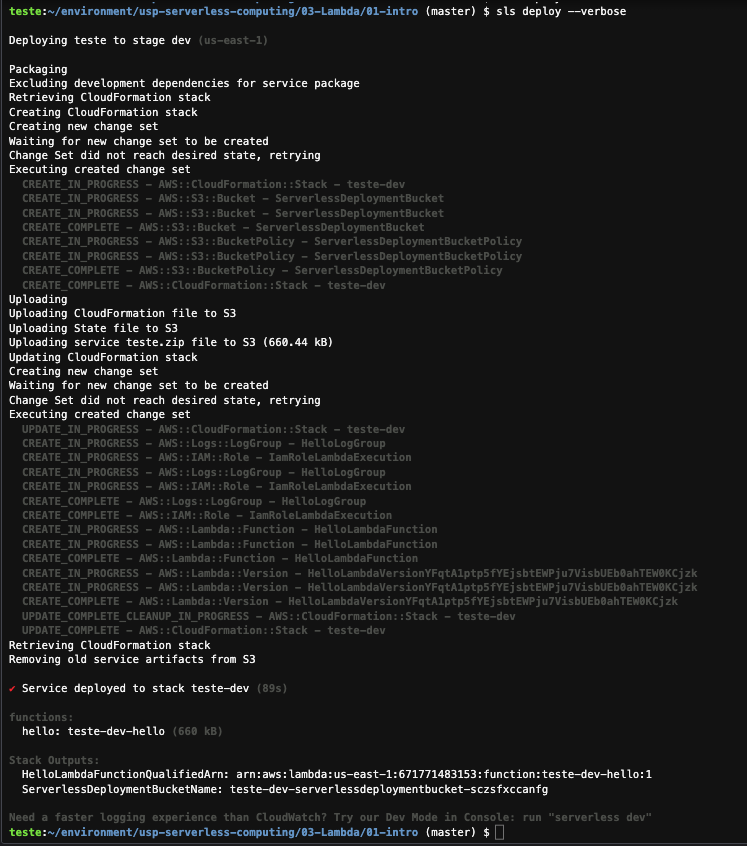 teste:~/environment/usp-serverless-computing/03-Lambda/01-intro (master) $ sls deploy --verbose
Deploying teste to stage dev (us-east-1)
Packaging
Excluding development dependencies for service package
Retrieving CloudFormation stack
Creating CloudFormation stack
Creating new change set
Waiting for new change set to be created
Change Set did not reach desired state, retrying
Executing created change set
CREATE_IN_PROGRESS - AWS::CloudFormation::Stack - teste-dev
CREATE_IN_PROGRESS - AWS::S3::Bucket - ServerlessDeploymentBucket
CREATE_IN_PROGRESS - AWS::S3::Bucket - ServerlessDeploymentBucket
CREATE_COMPLETE - AWS::S3::Bucket - ServerlessDeploymentBucket
CREATE_IN_PROGRESS - AWS::S3::BucketPolicy - ServerlessDeploymentBucketPolicy
CREATE_IN_PROGRESS - AWS::S3::BucketPolicy - ServerlessDeploymentBucketPolicy
CREATE_COMPLETE - AWS::S3::BucketPolicy - ServerlessDeploymentBucketPolicy
CREATE_COMPLETE - AWS::CloudFormation::Stack - teste-dev
Uploading
Uploading CloudFormation file to S3
Uploading State file to S3
Uploading service teste.zip file to S3 (660.44 kB)
Updating CloudFormation stack
Creating new change set
Waiting for new change set to be created
Change Set did not reach desired state, retrying
Executing created change set
UPDATE_IN_PROGRESS - AWS::CloudFormation::Stack - teste-dev
CREATE_IN_PROGRESS - AWS::Logs::LogGroup - HelloLogGroup
CREATE_IN_PROGRESS - AWS::IAM::Role - IamRoleLambdaExecution
CREATE_IN_PROGRESS - AWS::Logs::LogGroup - HelloLogGroup
CREATE_IN_PROGRESS - AWS::IAM::Role - IamRoleLambdaExecution
CREATE_COMPLETE - AWS::Logs::LogGroup - HelloLogGroup
CREATE_COMPLETE - AWS::IAM::Role - IamRoleLambdaExecution
CREATE_IN_PROGRESS - AWS::Lambda::Function - HelloLambdaFunction
CREATE_IN_PROGRESS - AWS::Lambda::Function - HelloLambdaFunction
CREATE_COMPLETE - AWS::Lambda::Function - HelloLambdaFunction
CREATE_IN_PROGRESS - AWS::Lambda::Version - HelloLambdaVersionYFqtA1ptp5fYEjsbtEWPju7VisbUEb0ahTEW0KCjzk
CREATE_IN_PROGRESS - AWS::Lambda::Version - HelloLambdaVersionYFqtA1ptp5fYEjsbtEWPju7VisbUEb0ahTEW0KCjzk
CREATE_COMPLETE - AWS::Lambda::Version - HelloLambdaVersionYFqtA1ptp5fYEjsbtEWPju7VisbUEb0ahTEW0KCjzk
UPDATE_COMPLETE_CLEANUP_IN_PROGRESS - AWS::CloudFormation::Stack - teste-dev
UPDATE_COMPLETE - AWS::CloudFormation::Stack - teste-dev
Retrieving CloudFormation stack
Removing old service artifacts from S3
✔ Service deployed to stack teste-dev (89s)
functions:
hello: teste-dev-hello (660 kB)
Stack Outputs:
HelloLambdaFunctionQualifiedArn: arn:aws:lambda:us-east-1:671771483153:function:teste-dev-hello:1
ServerlessDeploymentBucketName: teste-dev-serverlessdeploymentbucket-sczsfxccanfg
Need a faster logging experience than CloudWatch? Try our Dev Mode in Console: run "serverless dev"
teste:~/environment/usp-serverless-computing/03-Lambda/01-intro (master) $